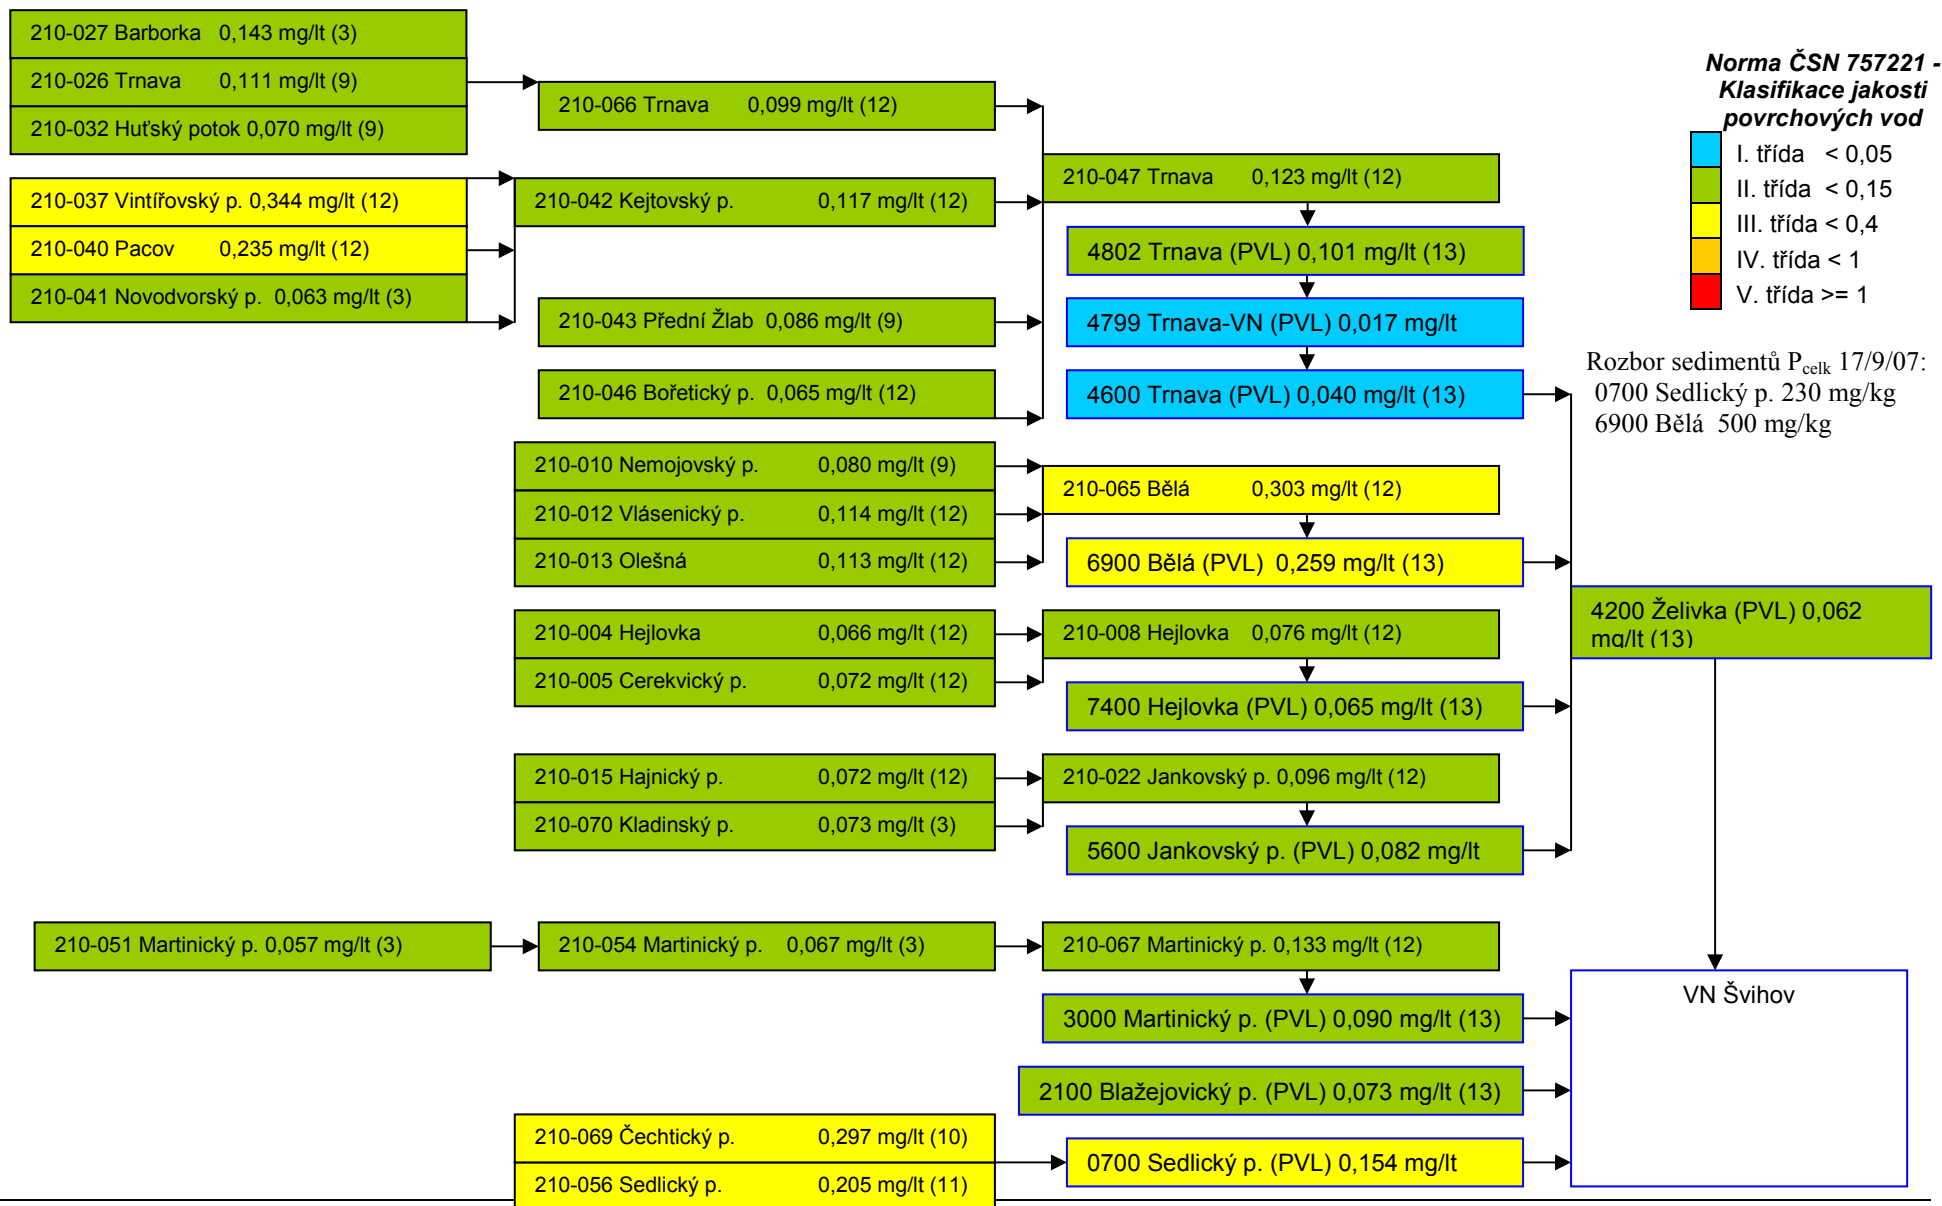 210-027 Barborka 0,143 mg/lt (3)
210-026 Trnava 0,111 mg/lt (9)
210-032 Huťský potok 0,070 mg/lt (9)
210-037 Vintířovský p. 0,344 mg/lt (12)
210-040 Pacov 0,235 mg/lt (12)
210-041 Novodvorský p. 0,063 mg/lt (3)
210-066 Trnava 0,099 mg/lt (12)
210-042 Kejtovský p. 0,117 mg/lt (12)
210-043 Přední Žlab 0,086 mg/lt (9)
210-046 Bořetický p. 0,065 mg/lt (12)
210-010 Nemojovský p. 0,080 mg/lt (9)
210-012 Vlásenický p. 0,114 mg/lt (12)
210-013 Olešná 0,113 mg/lt (12)
210-004 Hejlovka 0,066 mg/lt (12)
210-005 Cerekvický p. 0,072 mg/lt (12)
210-015 Hajnický p. 0,072 mg/lt (12)
210-070 Kladinský p. 0,073 mg/lt (3)
210-051 Martinický p. 0,057 mg/lt (3)
210-054 Martinický p. 0,067 mg/lt (3)
210-069 Čechtický p. 0,297 mg/lt (10)
210-056 Sedlický p. 0,205 mg/lt (11)
210-047 Trnava 0,123 mg/lt (12)
4802 Trnava (PVL) 0,101 mg/lt (13)
4799 Trnava-VN (PVL) 0,017 mg/lt
4600 Trnava (PVL) 0,040 mg/lt (13)
210-065 Bělá 0,303 mg/lt (12)
6900 Bělá (PVL) 0,259 mg/lt (13)
210-008 Hejlovka 0,076 mg/lt (12)
7400 Hejlovka (PVL) 0,065 mg/lt (13)
210-022 Jankovský p. 0,096 mg/lt (12)
5600 Jankovský p. (PVL) 0,082 mg/lt
210-067 Martinický p. 0,133 mg/lt (12)
3000 Martinický p. (PVL) 0,090 mg/lt (13)
2100 Blažejovický p. (PVL) 0,073 mg/lt (13)
0700 Sedlický p. (PVL) 0,154 mg/lt
Norma ČSN 757221 -
Klasifikace jakosti
povrchových vod
I. třída < 0,05
II. třída < 0,15
III. třída < 0,4
IV. třída < 1
V. třída >= 1
Rozbor sedimentů Pcelk 17/9/07:
0700 Sedlický p. 230 mg/kg
6900 Bělá 500 mg/kg
4200 Želivka (PVL) 0,062
mg/lt (13)
VN Švihov